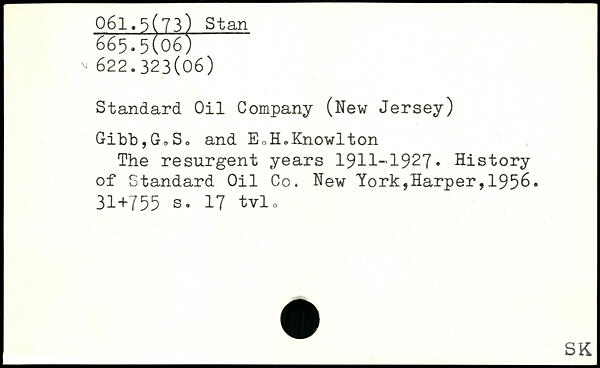 061.5(73) Stan
665.5(06)
622.323(06)
Standard Oil Company (New Jersey)
Gibb,G.S. and E.H.Knowlton
The resurgent years 1911-1927. History
of Standard Oil Co. New York,Harper,1956.
31+755 s. 17 tvl.
SK